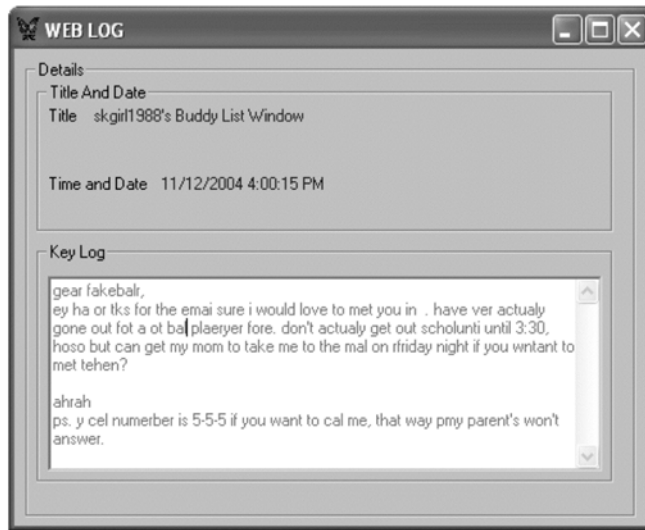 WEB LOG
Details
Title And Date
Title skgirl1988's Buddy List Window
Time and Date 11/12/2004 4:00:15 PM
Key Log
gear fakebalr,
ey ha or tks for the emai sure i would love to met you in . have ver actualy
gone out fot a ot bal plaeryer fore. don't actualy get out scholunti until 3:30,
hoso but can get my mom to take me to the mal on rfriday night if you wntant to
met tehen?
ahrah
ps. y cel numerber is 5-5-5 if you want to cal me, that way pmy parent's won't
answer.